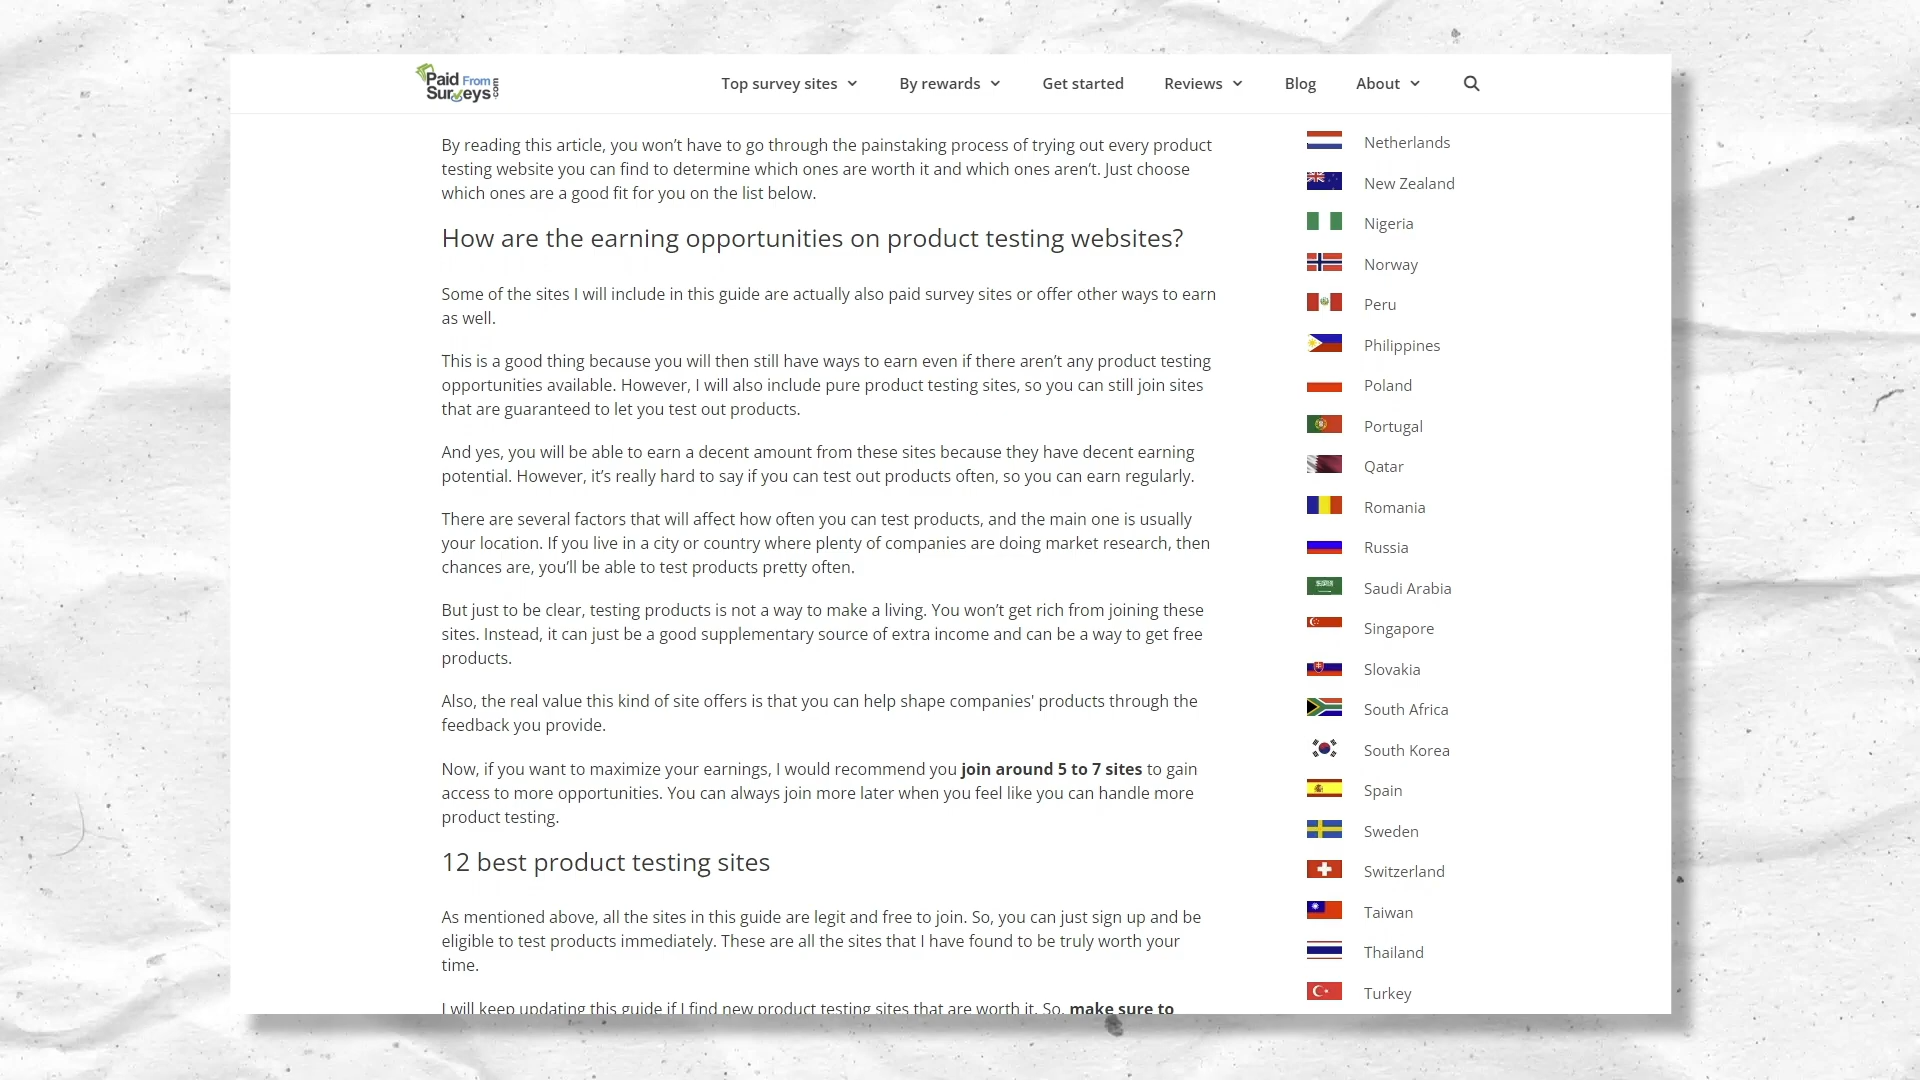 Paid From Surveys .com
Top survey sites
By rewards
Get started
Reviews
Blog
About
By reading this article, you won’t have to go through the painstaking process of trying out every product
testing website you can find to determine which ones are worth it and which ones aren’t. Just choose
which ones are a good fit for you on the list below.
How are the earning opportunities on product testing websites?
Some of the sites I will include in this guide are actually also paid survey sites or offer other ways to earn
as well.
This is a good thing because you will then still have ways to earn even if there aren’t any product testing
opportunities available. However, I will also include pure product testing sites, so you can still join sites
that are guaranteed to let you test out products.
And yes, you will be able to earn a decent amount from these sites because they have decent earning
potential. However, it’s really hard to say if you can test out products often, so you can earn regularly.
There are several factors that will affect how often you can test products, and the main one is usually
your location. If you live in a city or country where plenty of companies are doing market research, then
chances are, you’ll be able to test products pretty often.
But just to be clear, testing products is not a way to make a living. You won’t get rich from joining these
sites. Instead, it can just be a good supplementary source of extra income and can be a way to get free
products.
Also, the real value this kind of site offers is that you can help shape companies' products through the
feedback you provide.
Now, if you want to maximize your earnings, I would recommend you join around 5 to 7 sites to gain
access to more opportunities. You can always join more later when you feel like you can handle more
product testing.
12 best product testing sites
As mentioned above, all the sites in this guide are legit and free to join. So, you can just sign up and be
eligible to test products immediately. These are all the sites that I have found to be truly worth your
time.
I will keep updating this guide if I find new product testing sites that are worth it. So, make sure to
Netherlands
New Zealand
Nigeria
Norway
Peru
Philippines
Poland
Portugal
Qatar
Romania
Russia
Saudi Arabia
Singapore
Slovakia
South Africa
South Korea
Spain
Sweden
Switzerland
Taiwan
Thailand
Turkey